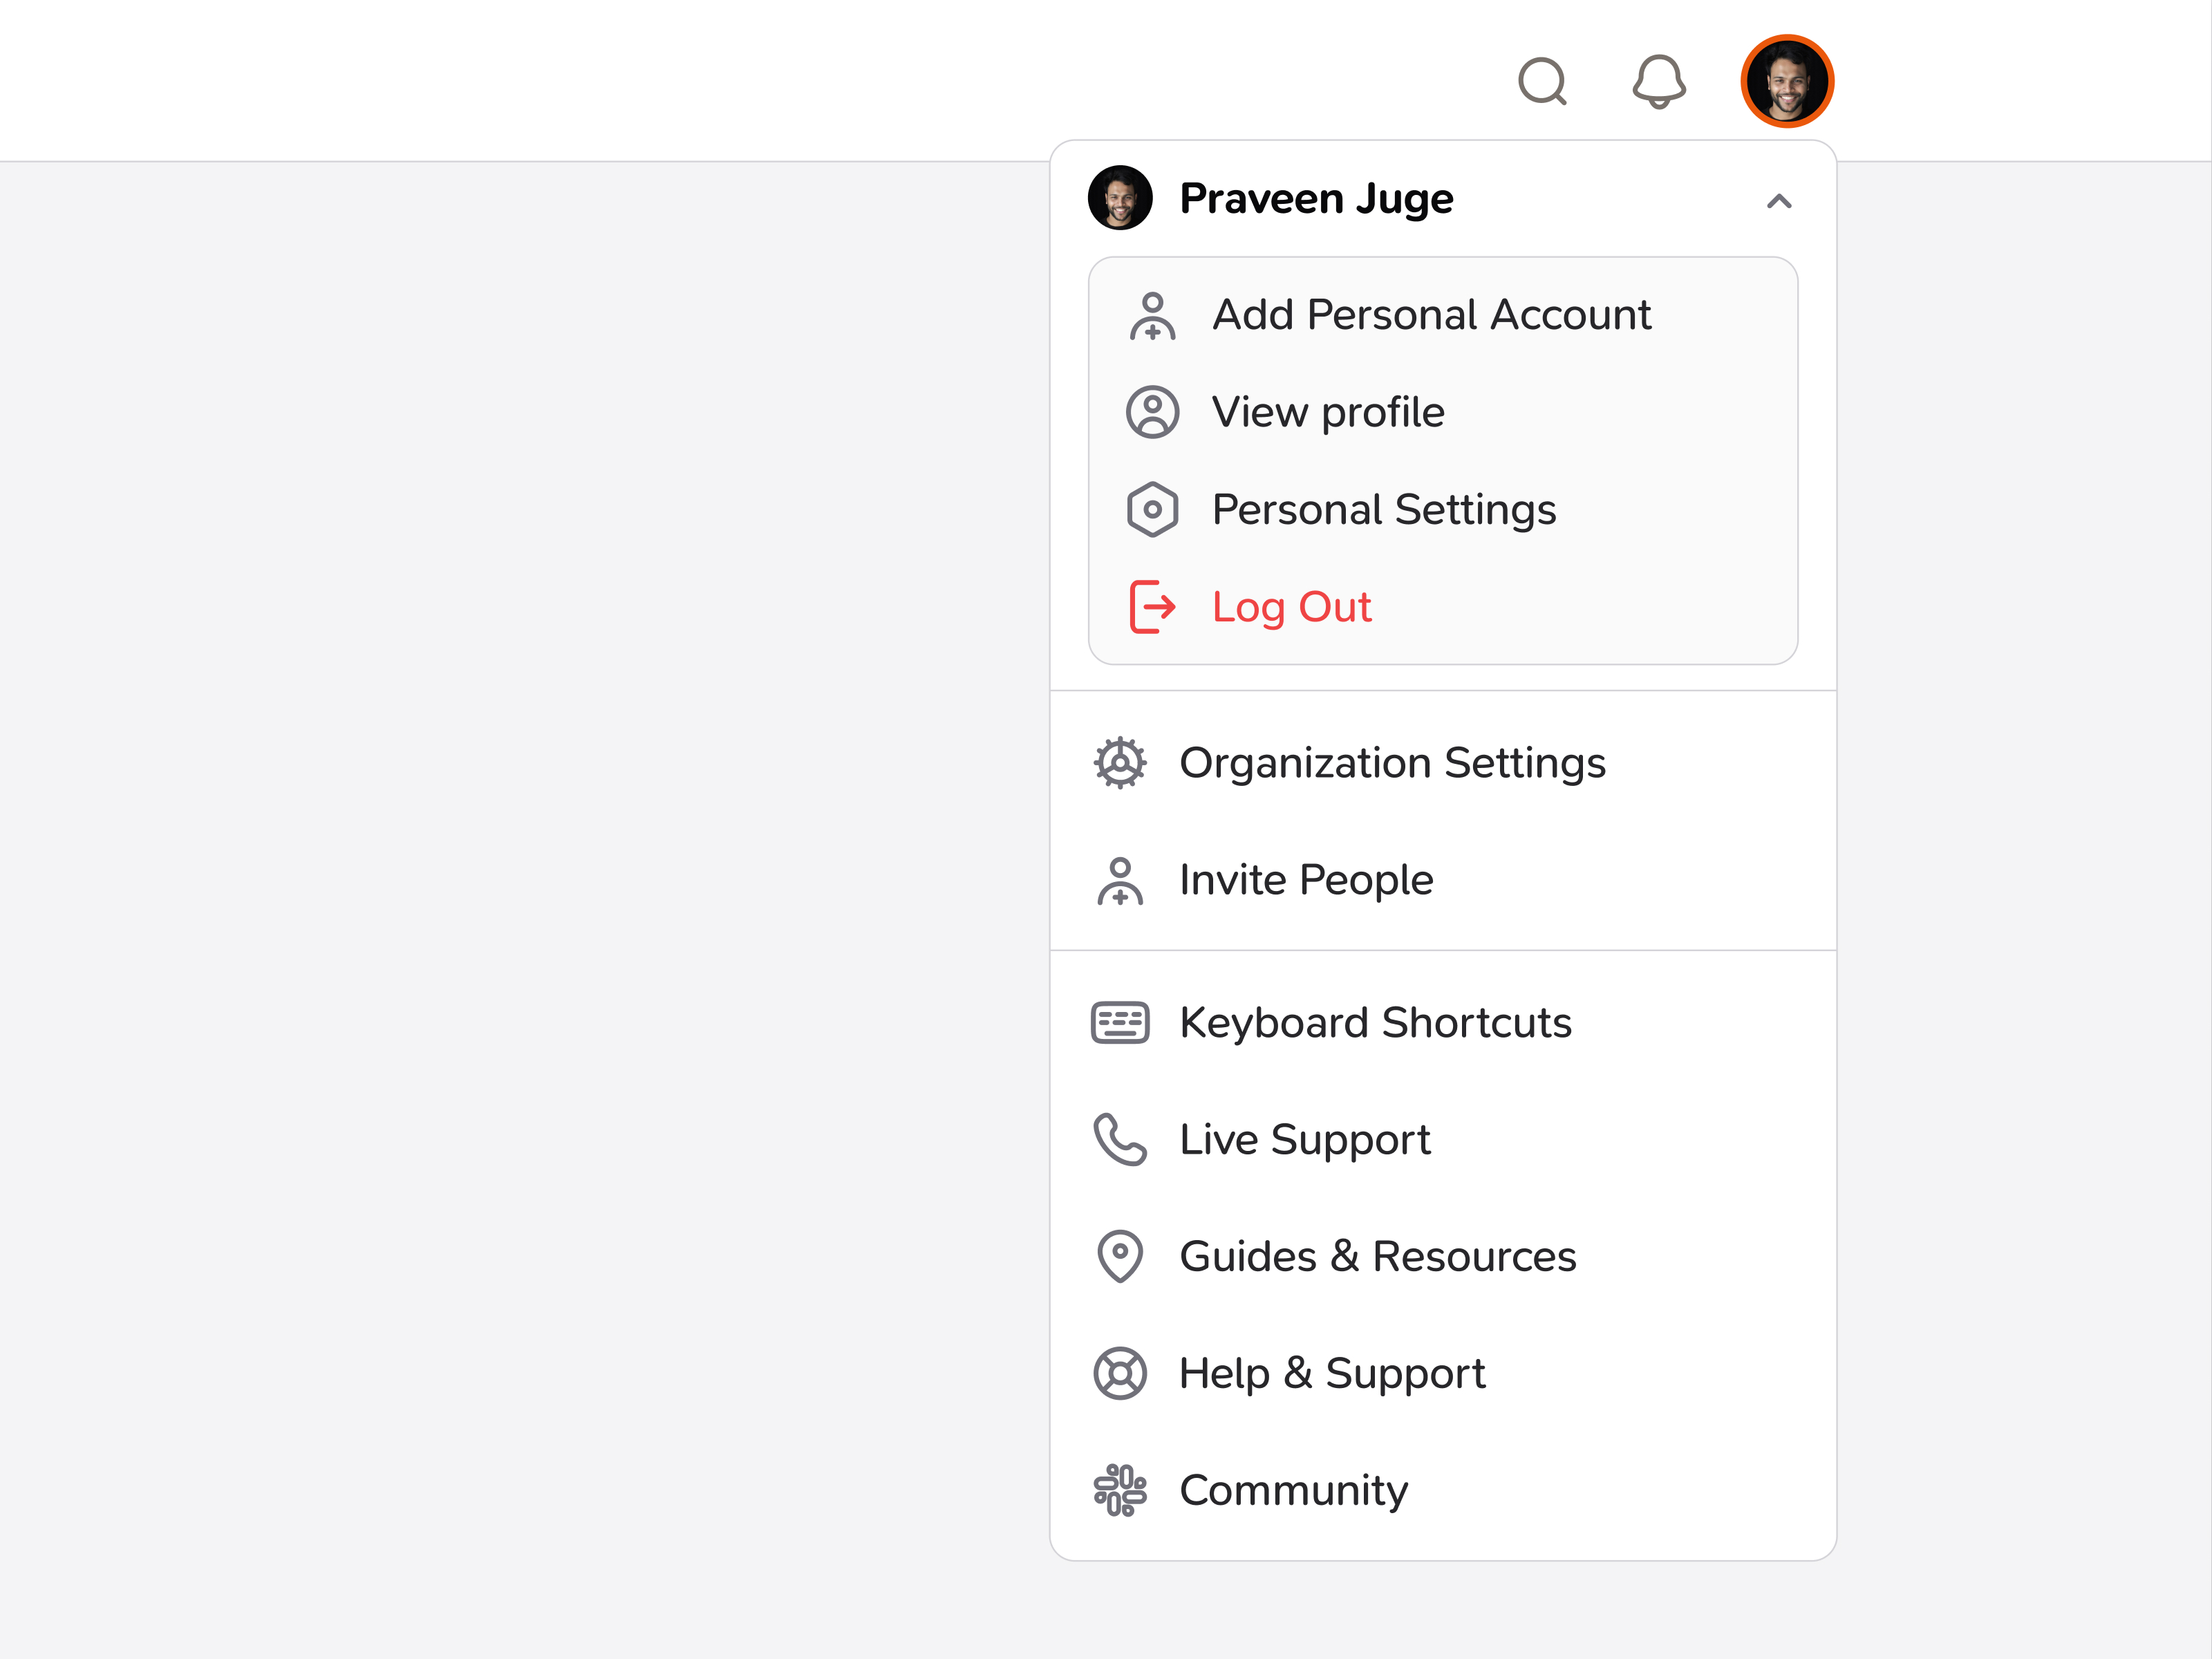 Praveen Juge
Add Personal Account
View profile
Personal Settings
Log Out
Organization Settings
Invite People
Keyboard Shortcuts
Live Support
Guides & Resources
Help & Support
Community